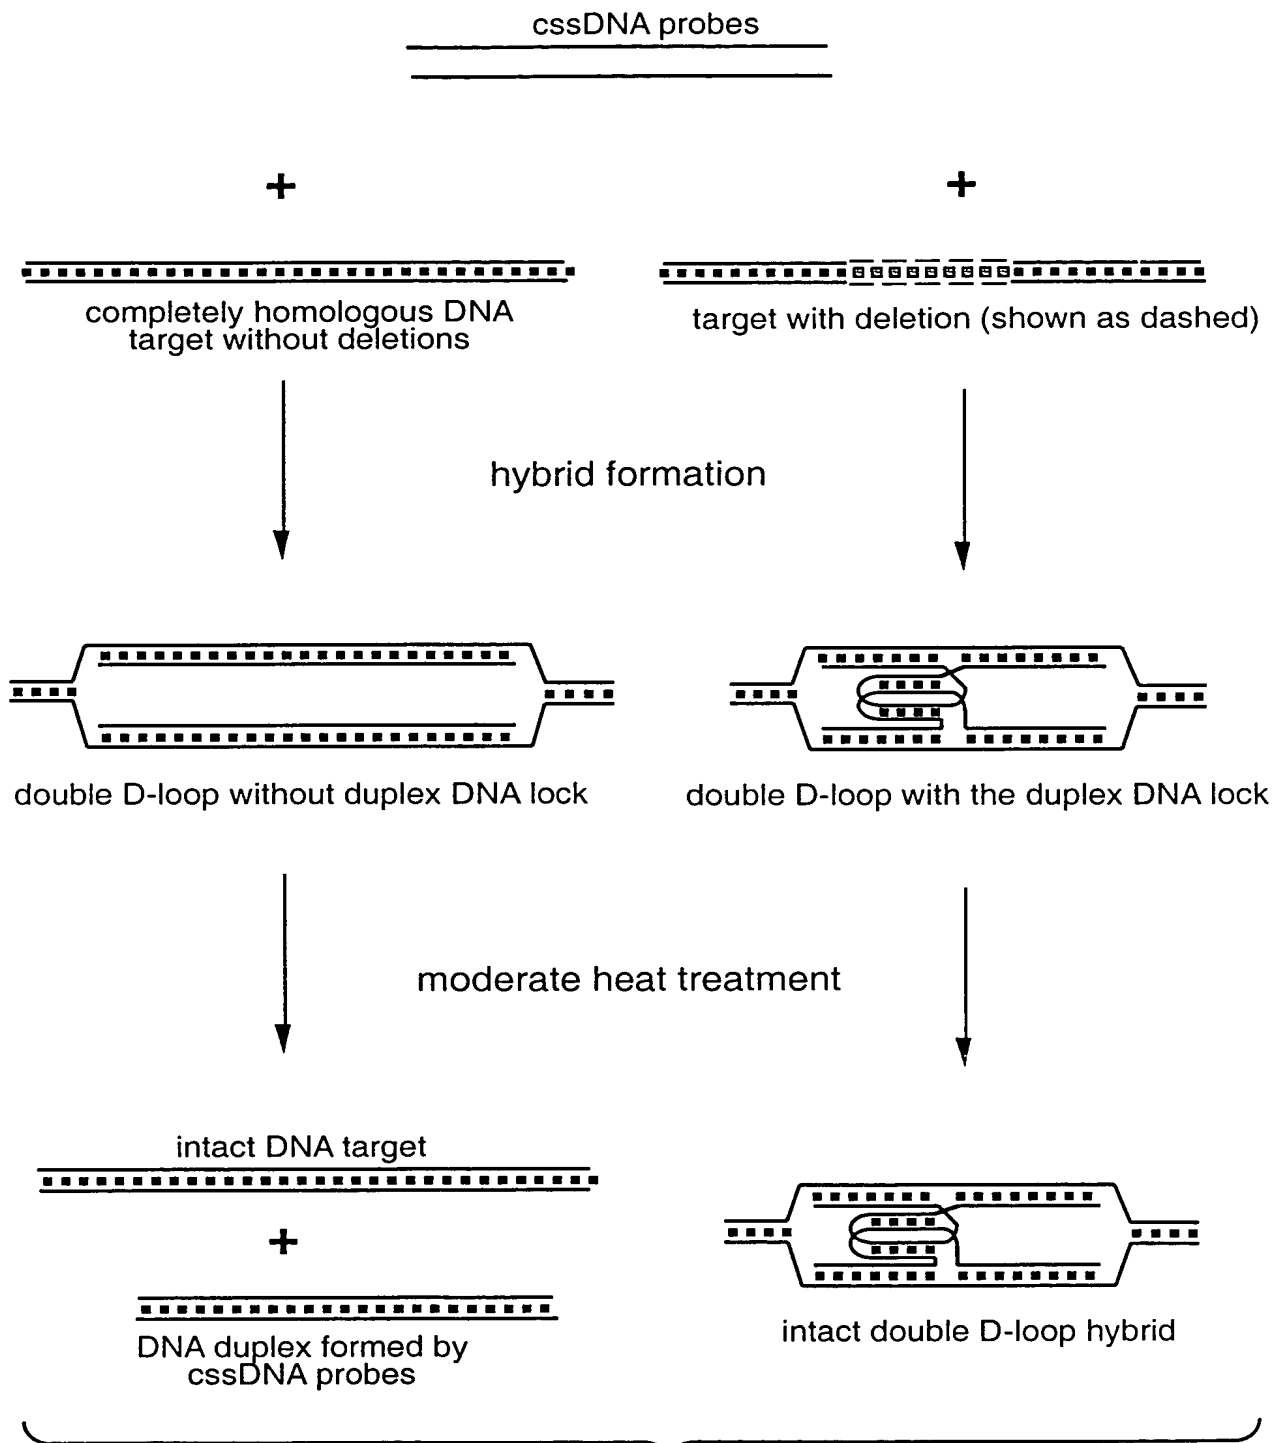 cssDNA probes
+
+
completely homologous DNA
target without deletions
target with deletion (shown as dashed)
hybrid formation
double D-loop without duplex DNA lock
double D-loop with the duplex DNA lock
moderate heat treatment
intact DNA target
+
DNA duplex formed by
cssDNA probes
intact double D-loop hybrid